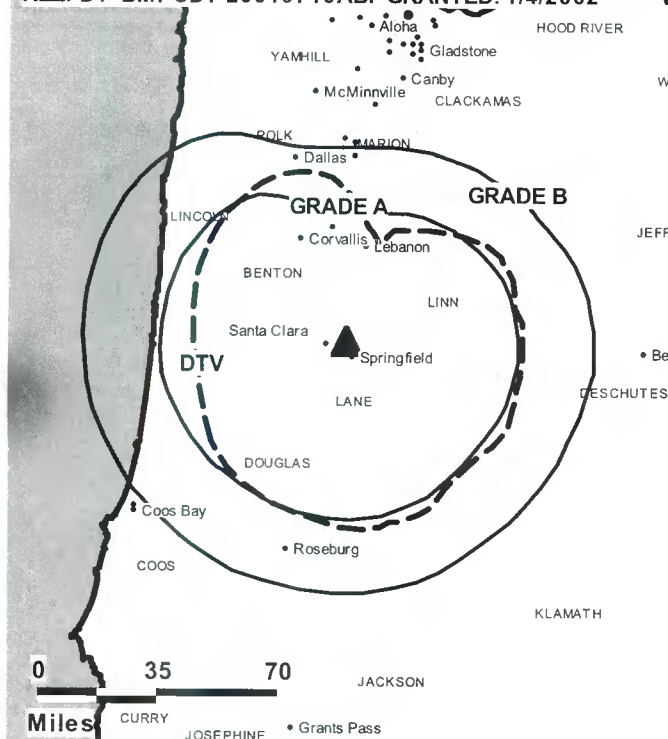 GRANTED: 1/4/2002
Aloha
HOOD RIVER
YAMHILL
Gladstone
Canby
McMinnville
CLACKAMAS
POLK
MARION
Dallas
GRADE B
GRADE A
LINCOLN
Corvallis
Lebanon
JEFF
BENTON
LINN
Santa Clara
Springfield
Be
DTV
DESCHUTES
LANE
DOUGLAS
Coos Bay
Roseburg
COOS
KLAMATH
0 35 70
JACKSON
Miles
CURRY
JOSEPHINE
Grants Pass